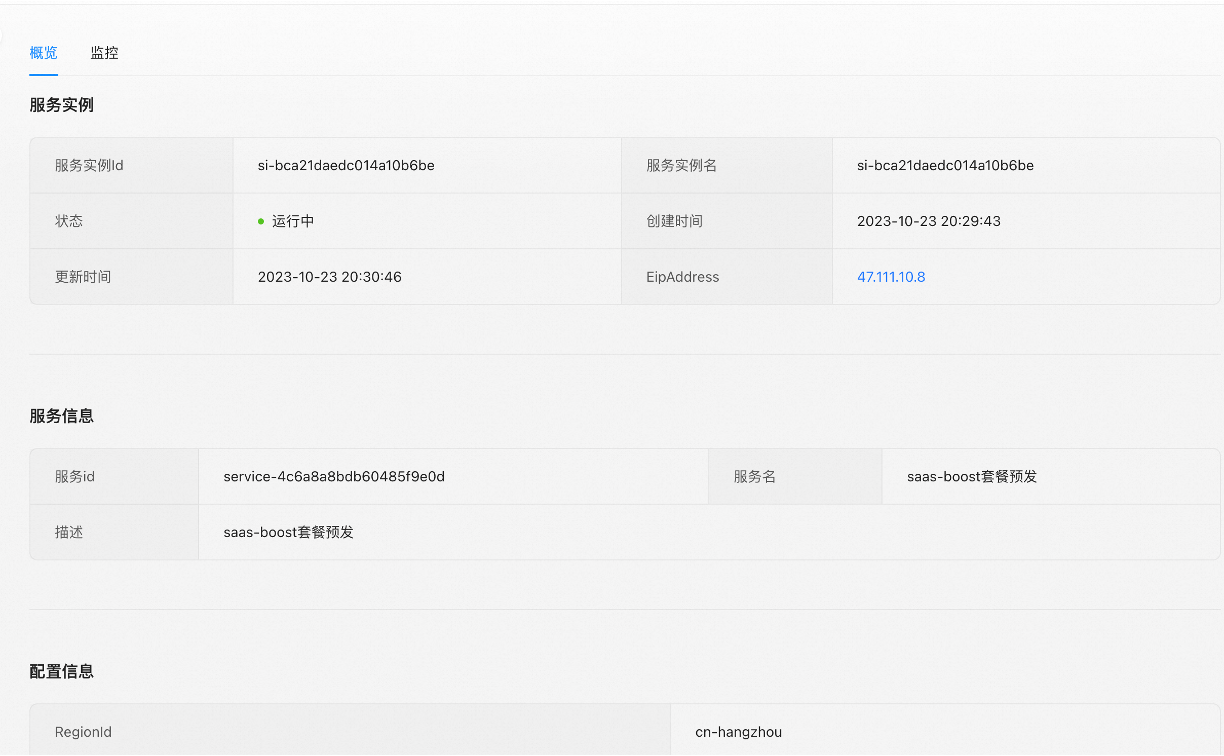 概览 监控
服务实例
服务实例Id si-bca21daedc014a10b6be 服务实例名 si-bca21daedc014a10b6be
状态 运行中 创建时间 2023-10-23 20:29:43
更新时间 2023-10-23 20:30:46 EipAddress 47.111.10.8
服务信息
服务id service-4c6a8a8bdb60485f9e0d 服务名 saas-boost套餐预发
描述 saas-boost套餐预发
配置信息
RegionId cn-hangzhou